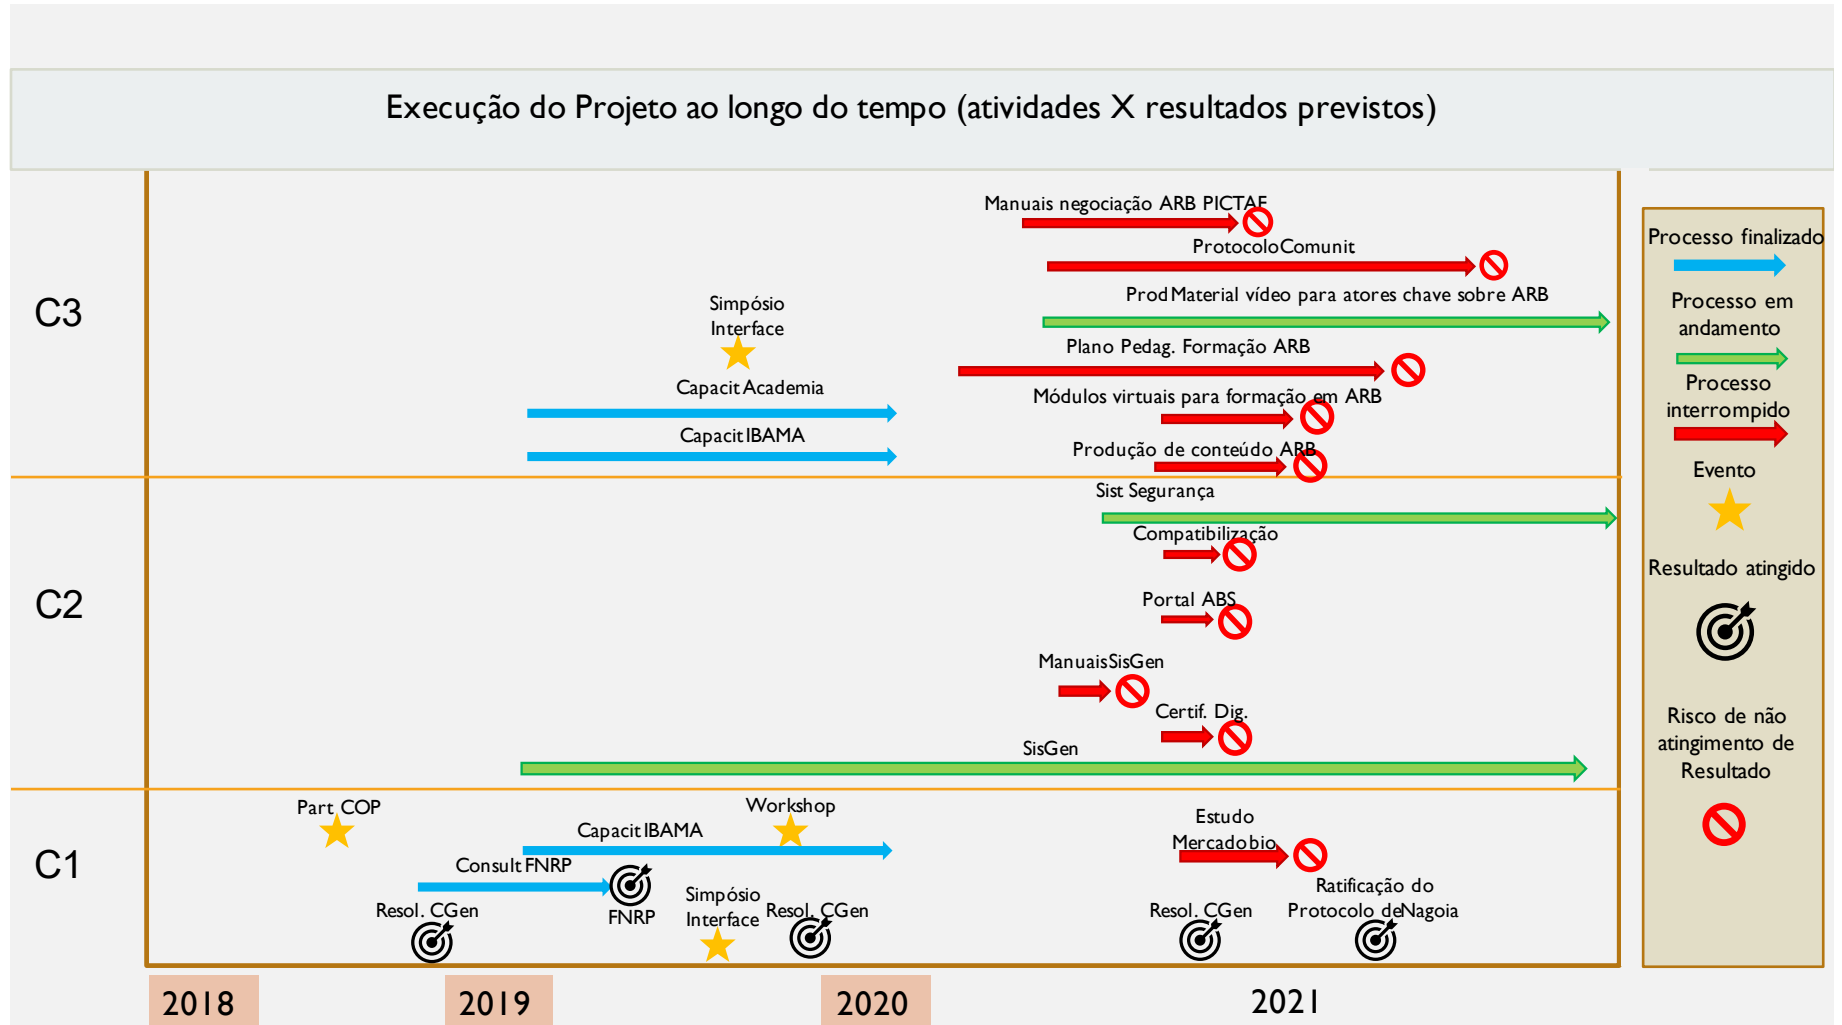 Execução do Projeto ao longo do tempo (atividades X resultados previstos)
C3
Manuais negociação ARB PICTAF
ProtocoloComunit
Prod Material vídeo para atores chave sobre ARB
Simpósio
Interface
Plano Pedag. Formação ARB
Capacit Academia
Módulos virtuais para formação em ARB
Capacit IBAMA
Produção de conteúdo ARB
C2
Sist Segurança
Compatibilização
Portal ABS
ManuaisSisGen
Certif. Dig.
SisGen
C1
Part COP
Capacit IBAMA
Workshop
Consult FNRP
FNRP
Resol. CGen
Simpósio
Interface
Resol. CGen
Estudo
Mercadobio
Resol. CGen
Ratificação do
Protocolo deNagoia
2018
2019
2020
2021
Processo finalizado
Processo em
andamento
Processo
interrompido
Evento
Resultado atingido
Risco de não
atingimento de
Resultado